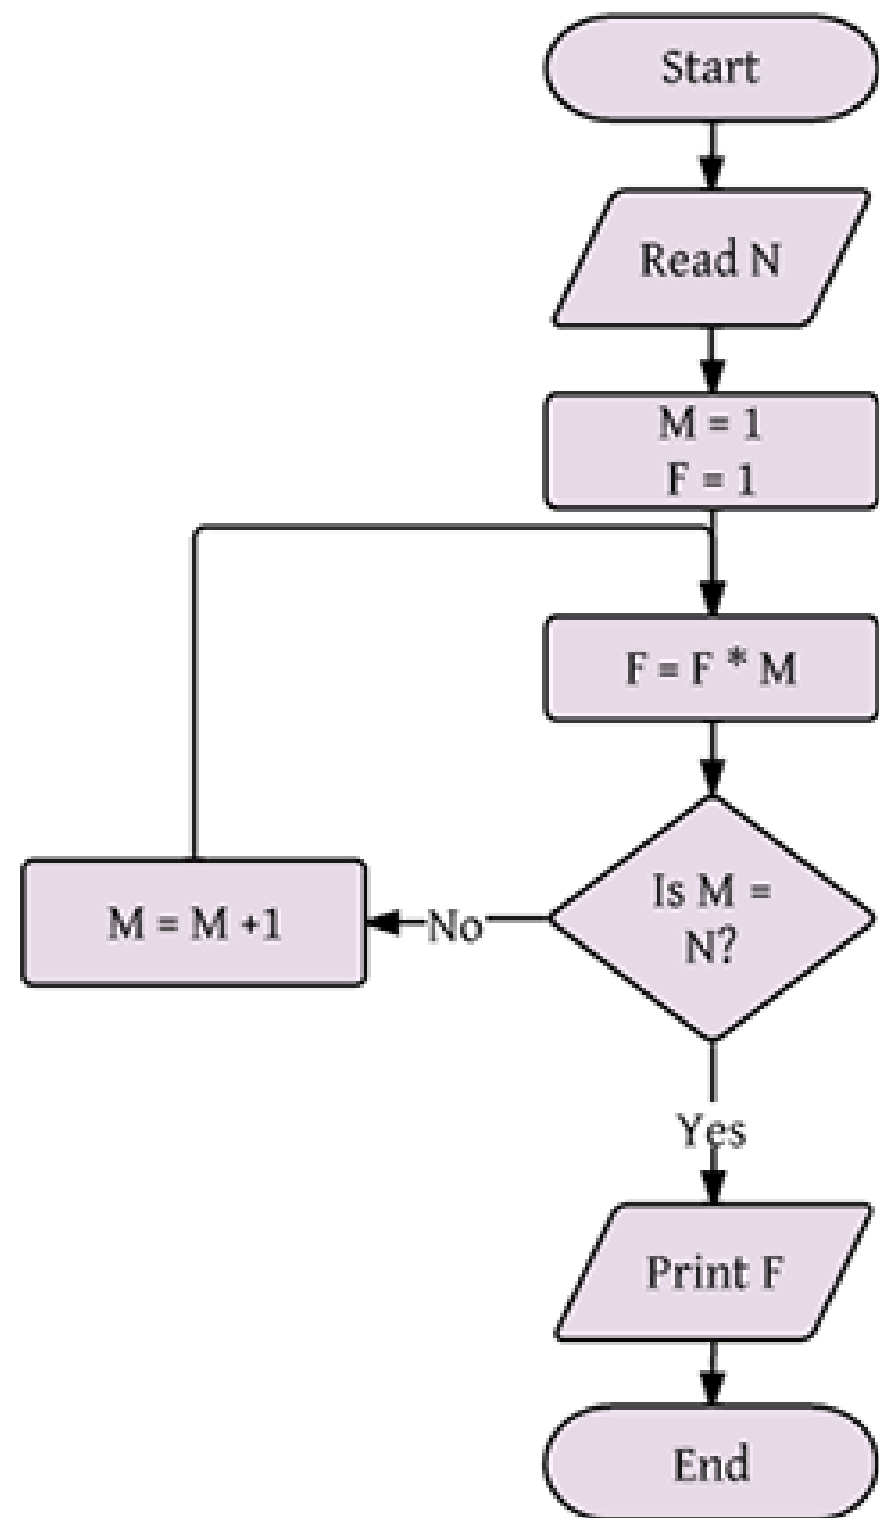 Start
Read N
M = 1
F = 1
F = F * M
Is M =
N?
No
M = M +1
Yes
Print F
End